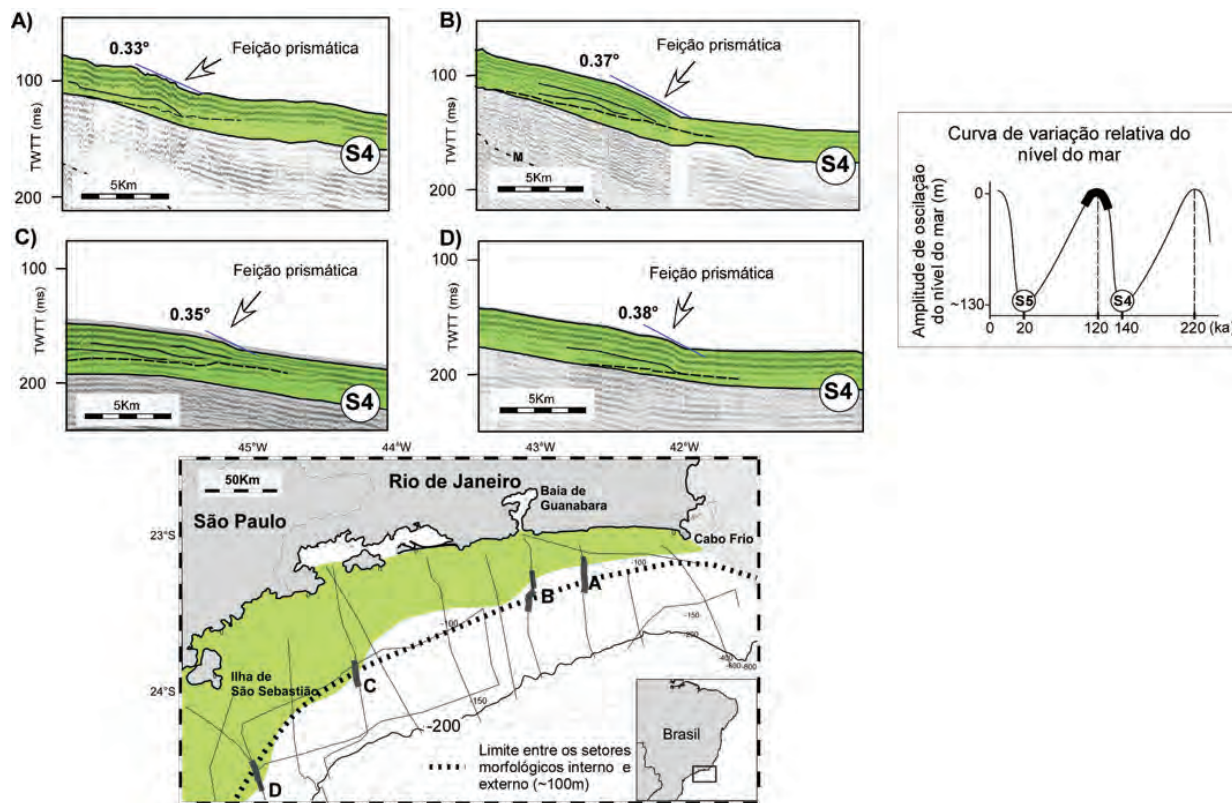 A)
0.33°
Feição prismática
100
TWTT (ms)
200
5Km
S4
B)
0.37°
Feição prismática
100
TWTT (ms)
M
200
5Km
S4
C)
0.35°
Feição prismática
100
TWTT (ms)
200
5Km
S4
D)
0.38°
Feição prismática
100
TWTT (ms)
200
5Km
S4
Curva de variação relativa do
nível do mar
Amplitude de oscilação
do nível do mar (m)
0
~130
S5
S4
0 20 120 140 220 (ka)
45°W 44°W 43°W 42°W
50Km
Rio de Janeiro
São Paulo
Baia de
Guanabara
23°S
Cabo Frio
-100
A
B
-100
-150
-200
-400
-600-800
C
Ilha de
São Sebastião
24°S
-150
-200
D
Limite entre os setores
morfológicos interno e
externo (~100m)
Brasil